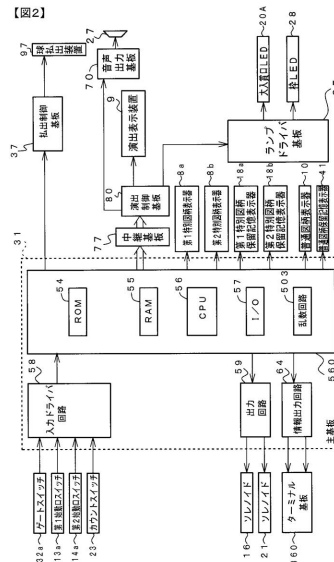 【図2】
97
球払出装置
27
20A
大入賞口LED
28
枠LED
70
音声出力基板
9
演出表示装置
37
払出制御基板
ランプドライバ基板
80
演出制御基板
77
中継基板
8a
第1特別図柄表示器
8b
第2特別図柄表示器
18a
第1特別図柄保留記憶表示器
18b
第2特別図柄保留記憶表示器
10
普通図柄表示器
41
普通図柄保留記憶表示器
31
54
ROM
55
RAM
56
CPU
57
I/O
503
乱数回路
58
入力ドライバ回路
59
出力回路
64
情報出力回路
560
主基板
32a
ゲートスイッチ
13a
第1始動口スイッチ
14a
第2始動口スイッチ
23
カウントスイッチ
16
ソレノイド
21
ソレノイド
160
ターミナル基板